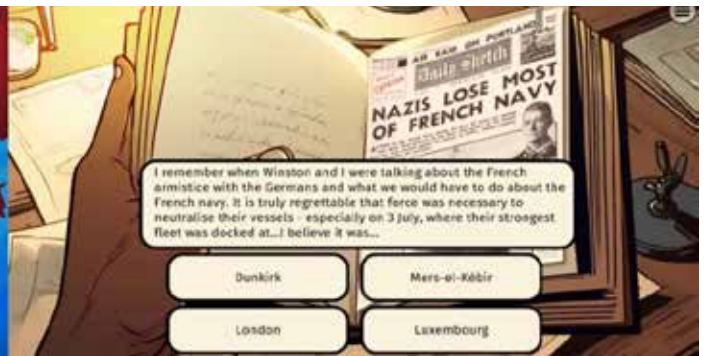 AIR RAID ON PORTLAND
Daily Sketch
NAZIS LOSE MOST
OF FRENCH NAVY
I remember when Winston and I were talking about the French
armistice with the Germans and what we would have to do about the
French navy. It is truly regrettable that force was necessary to
neutralise their vessels - especially on 3 July, where their strongest
fleet was docked at...I believe it was...
Dunkirk
Mers-el-Kébir
London
Luxembourg